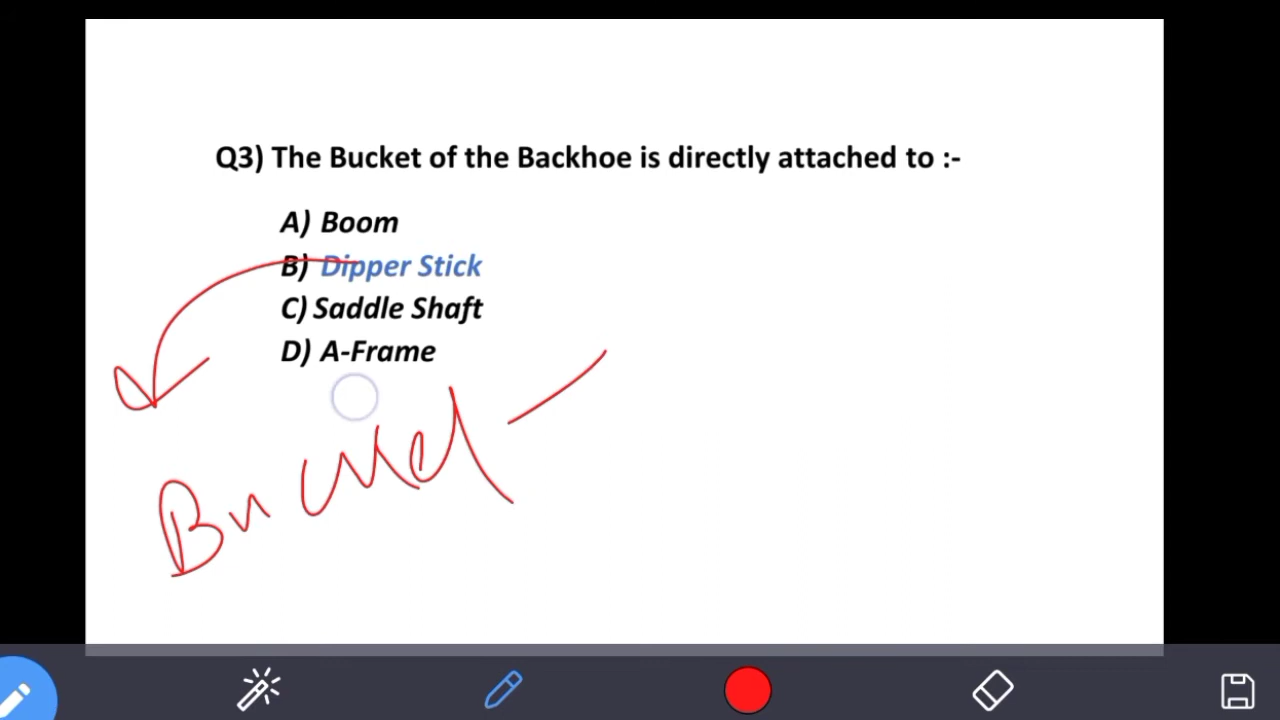 Q3) The Bucket of the Backhoe is directly attached to :-
A) Boom
B) Dipper Stick
C) Saddle Shaft
D) A-Frame
Bucket